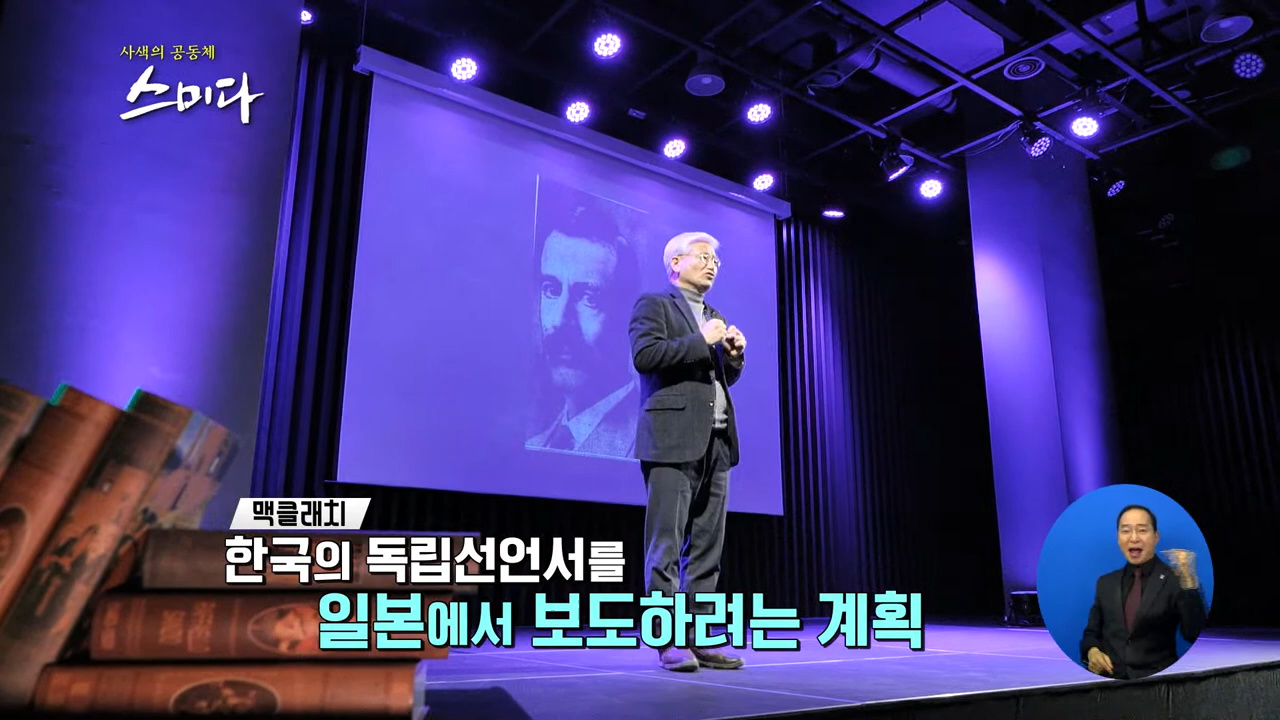 사색의 공동체
스미다
맥클래치
한국의 독립선언서를
일본에서 보도하려는 계획